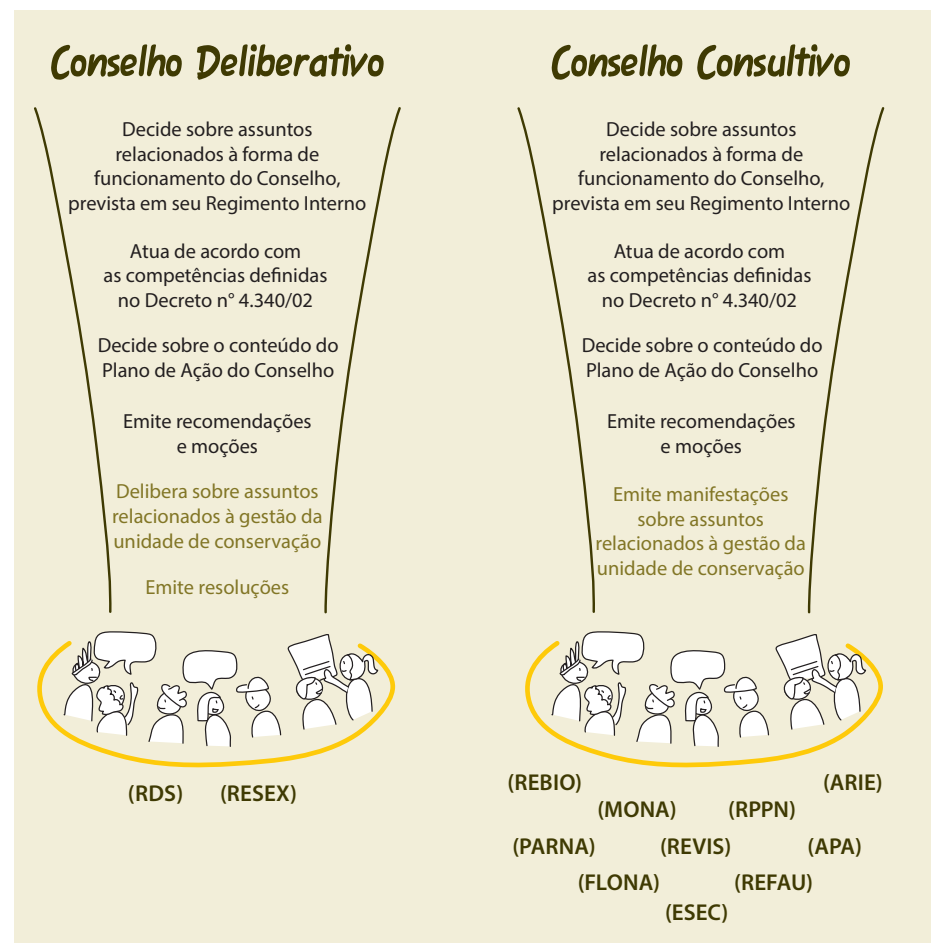 Conselho Deliberativo
Decide sobre assuntos
relacionados à forma de
funcionamento do Conselho,
prevista em seu Regimento Interno
Atua de acordo com
as competências definidas
no Decreto n° 4.340/02
Decide sobre o conteúdo do
Plano de Ação do Conselho
Emite recomendações
e moções
Delibera sobre assuntos
relacionados à gestão da
unidade de conservação
Emite resoluções
(RDS) (RESEX)
Conselho Consultivo
Decide sobre assuntos
relacionados à forma de
funcionamento do Conselho,
prevista em seu Regimento Interno
Atua de acordo com
as competências definidas
no Decreto n° 4.340/02
Decide sobre o conteúdo do
Plano de Ação do Conselho
Emite recomendações
e moções
Emite manifestações
sobre assuntos
relacionados à gestão da
unidade de conservação
(REBIO) (ARIE)
(MONA) (RPPN)
(PARNA) (REVIS) (APA)
(FLONA) (REFAU)
(ESEC)